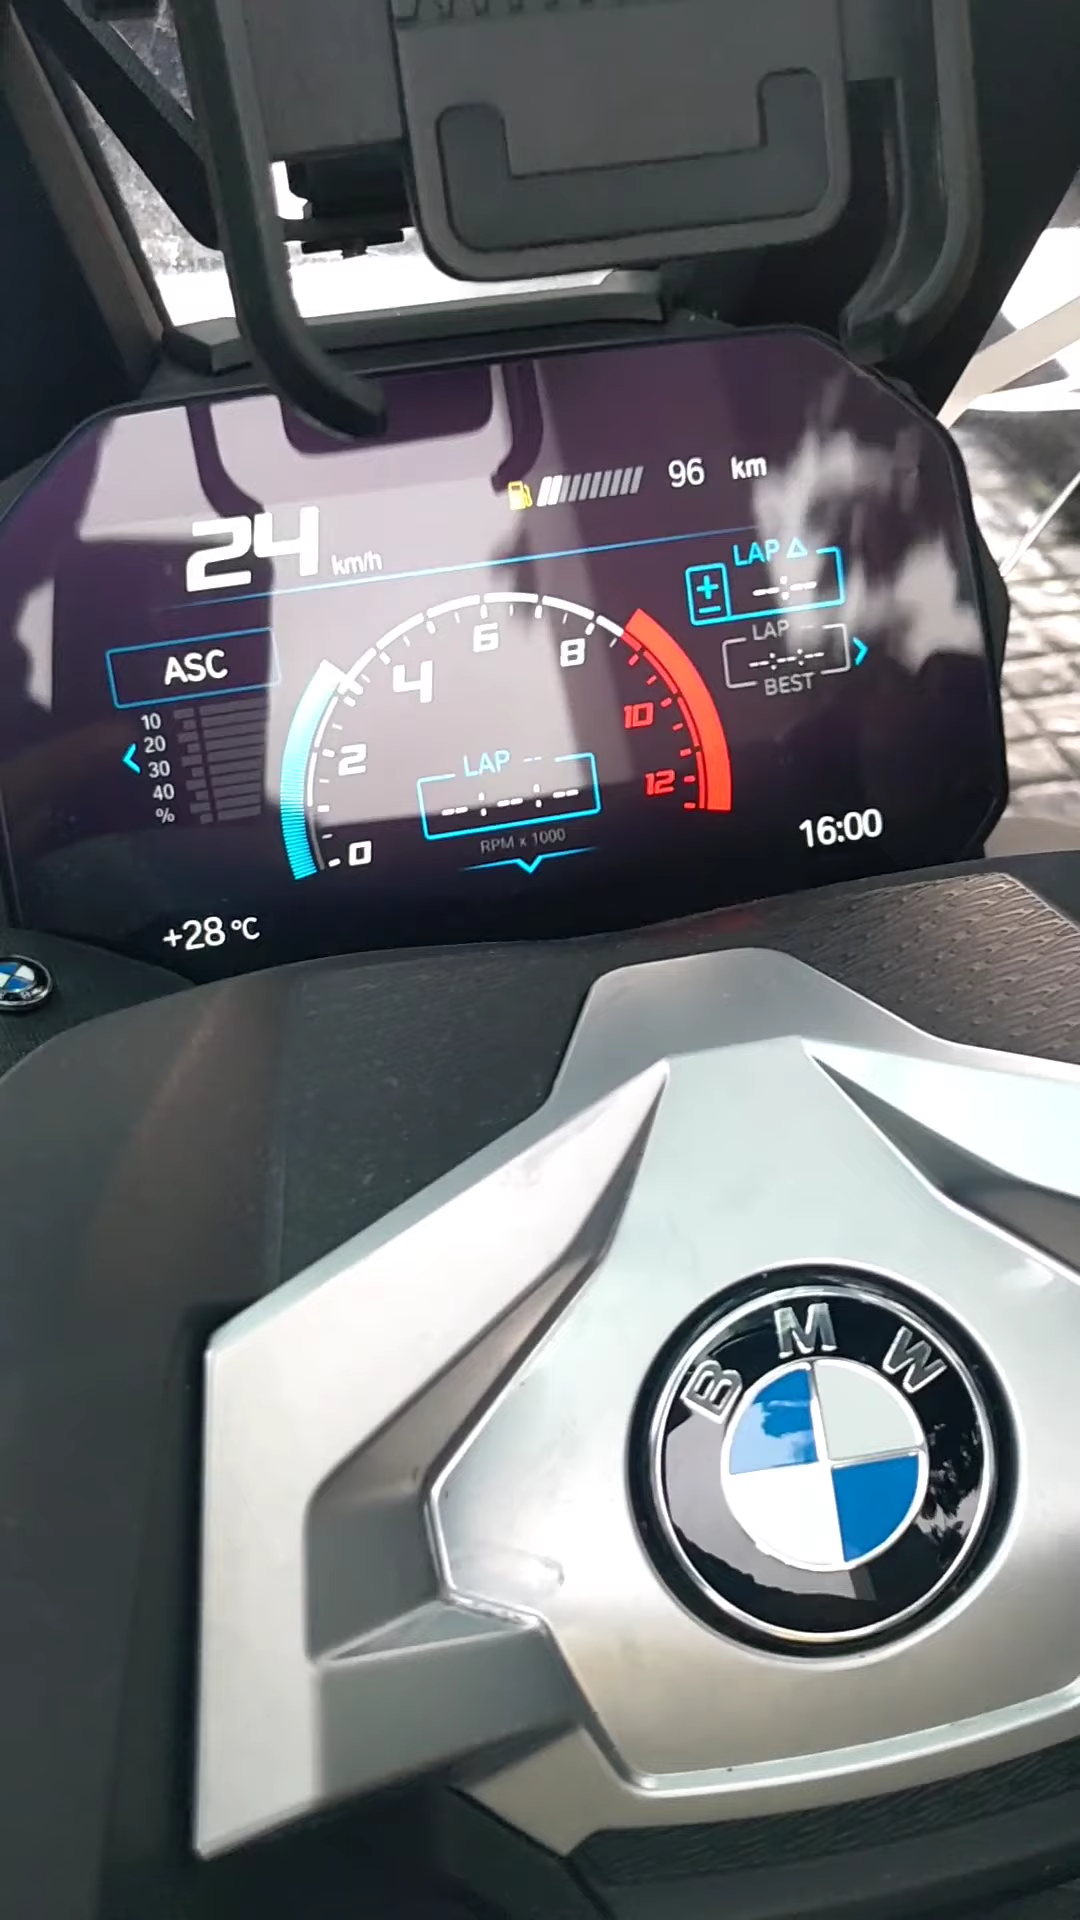 96 km
24 km/h
LAP Δ
+
−
--:--
LAP --
--:--:--
BEST
ASC
10
20
30
40
%
0
2
4
6
8
10
12
LAP --
--:--:--
RPM x 1000
16:00
+28 °C
BMW